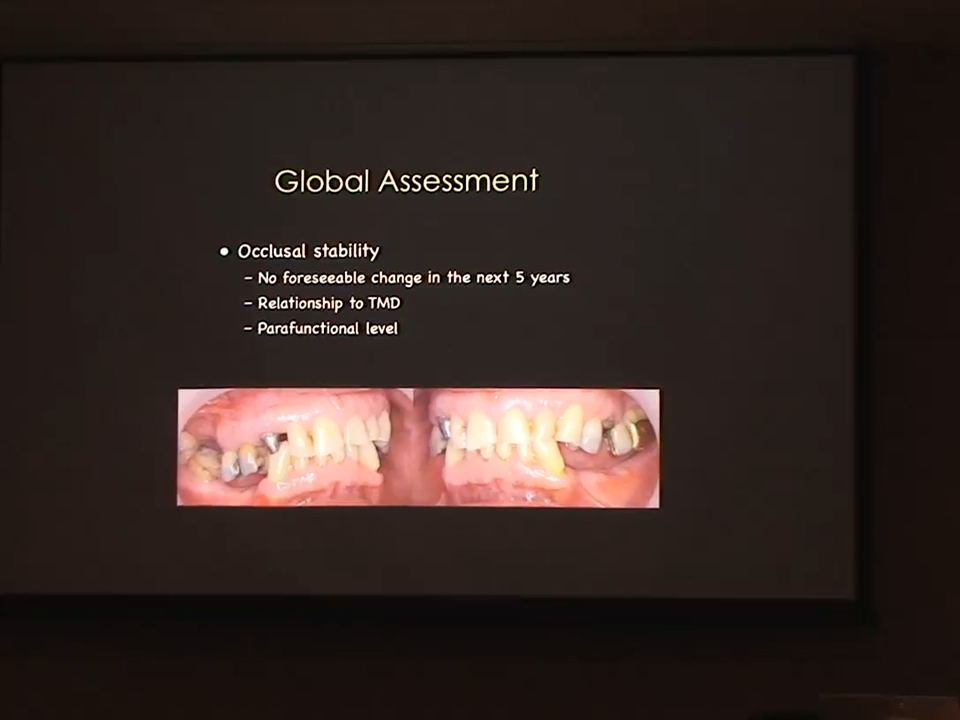 Global Assessment
• Occlusal stability
– No foreseeable change in the next 5 years
– Relationship to TMD
– Parafunctional level